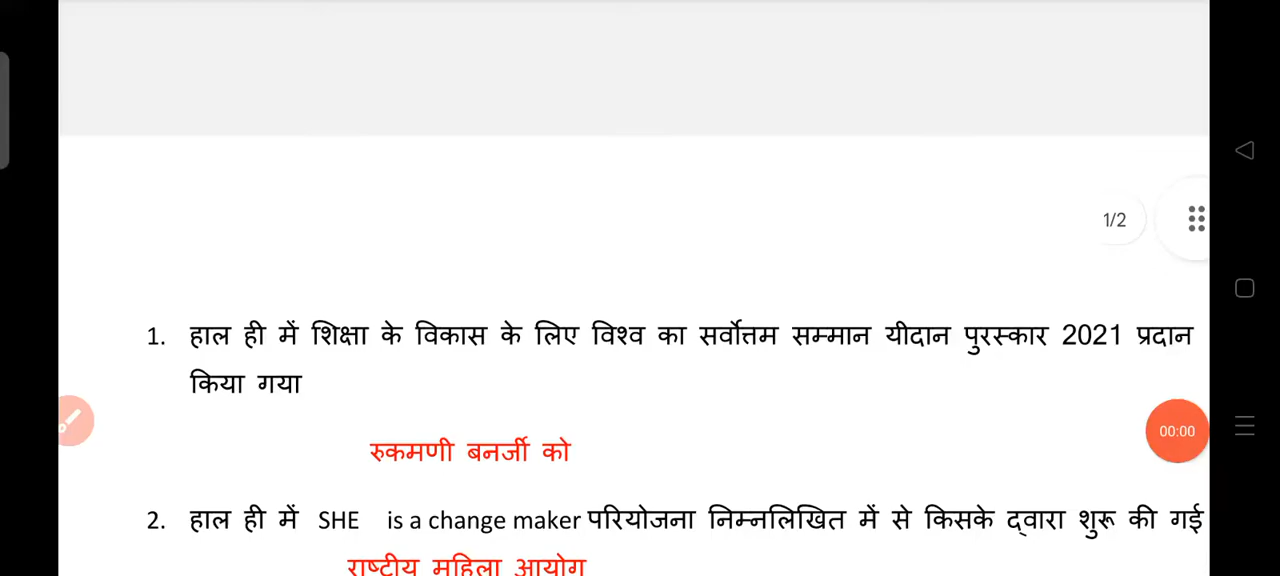 1/2
1. हाल ही में शिक्षा के विकास के लिए विश्व का सर्वोत्तम सम्मान यीदान पुरस्कार 2021 प्रदान
किया गया
00:00
रुकमणी बनर्जी को
2. हाल ही में SHE is a change maker परियोजना निम्नलिखित में से किसके द्वारा शुरू की गई
राष्ट्रीय महिला आयोग